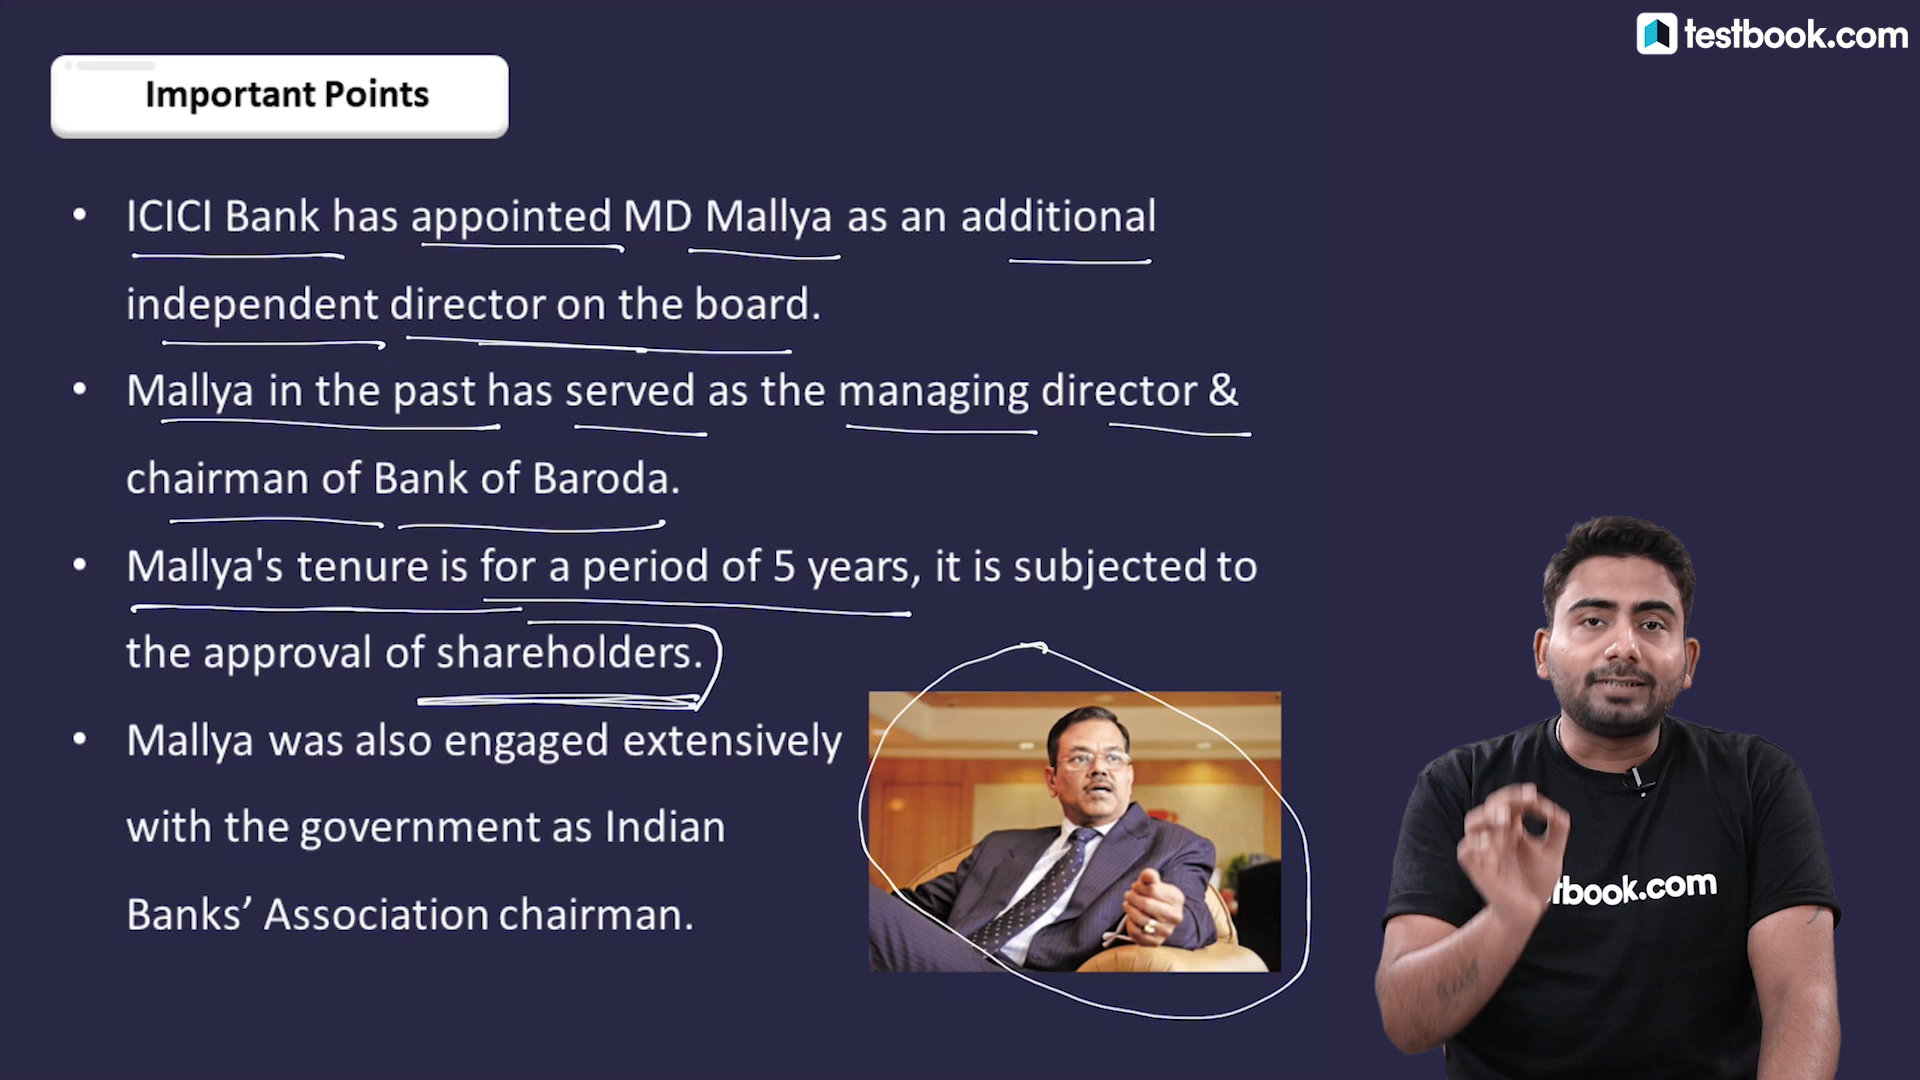 testbook.com
Important Points
• ICICI Bank has appointed MD Mallya as an additional
independent director on the board.
• Mallya in the past has served as the managing director &
chairman of Bank of Baroda.
• Mallya's tenure is for a period of 5 years, it is subjected to
the approval of shareholders.
• Mallya was also engaged extensively
with the government as Indian
Banks’ Association chairman.
tbook.com